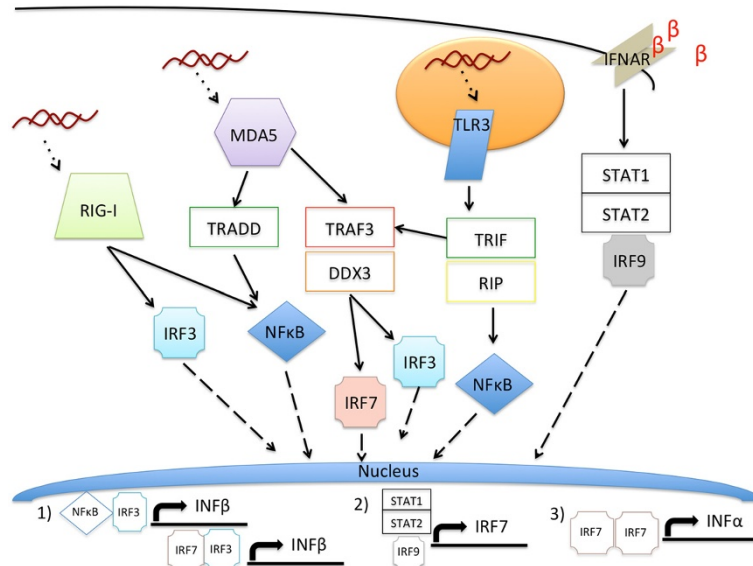 IFNAR
β
β
β
MDA5
TLR3
RIG-I
STAT1
STAT2
TRADD
TRAF3
TRIF
DDX3
RIP
IRF9
IRF3
NFκB
IRF3
IRF7
NFκB
Nucleus
1) NFκB IRF3 INFβ
IRF7 IRF3 INFβ
2) STAT1
STAT2
IRF9
IRF7
3) IRF7 IRF7 INFα